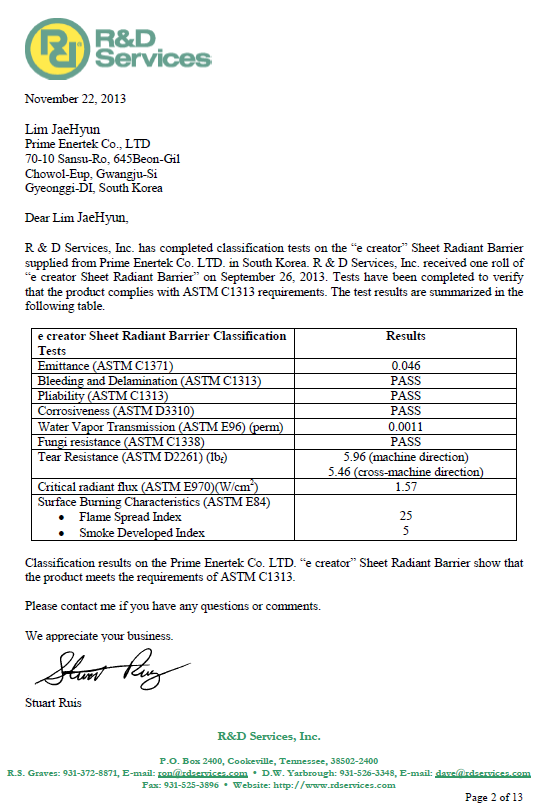 R&D
Services
November 22, 2013
Lim JaeHyun
Prime Enertek Co., LTD
70-10 Sansu-Ro, 645Beon-Gil
Chowol-Eup, Gwangju-Si
Gyeonggi-DI, South Korea
Dear Lim JaeHyun,
R & D Services, Inc. has completed classification tests on the “e creator” Sheet Radiant Barrier
supplied from Prime Enertek Co. LTD. in South Korea. R & D Services, Inc. received one roll of
“e creator Sheet Radiant Barrier” on September 26, 2013. Tests have been completed to verify
that the product complies with ASTM C1313 requirements. The test results are summarized in the
following table.
e creator Sheet Radiant Barrier Classification Results
Tests
Emittance (ASTM C1371) 0.046
Bleeding and Delamination (ASTM C1313) PASS
Pliability (ASTM C1313) PASS
Corrosiveness (ASTM D3310) PASS
Water Vapor Transmission (ASTM E96) (perm) 0.0011
Fungi resistance (ASTM C1338) PASS
Tear Resistance (ASTM D2261) (lbf) 5.96 (machine direction)
5.46 (cross-machine direction)
Critical radiant flux (ASTM E970)(W/cm²) 1.57
Surface Burning Characteristics (ASTM E84)
• Flame Spread Index 25
• Smoke Developed Index 5
Classification results on the Prime Enertek Co. LTD. “e creator” Sheet Radiant Barrier show that
the product meets the requirements of ASTM C1313.
Please contact me if you have any questions or comments.
We appreciate your business.
Stuart Ruis
Stuart Ruis
R&D Services, Inc.
P.O. Box 2400, Cookeville, Tennessee, 38502-2400
R.S. Graves: 931-372-8871, E-mail: ron@rdservices.com • D.W. Yarbrough: 931-526-3348, E-mail: dave@rdservices.com
Fax: 931-525-3896 • Website: http://www.rdservices.com
Page 2 of 13